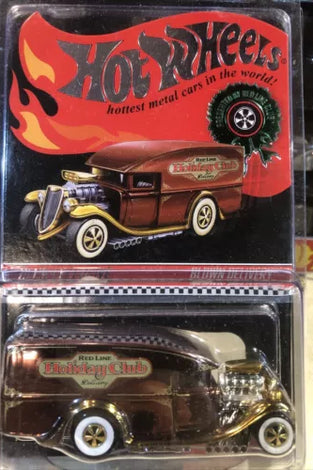 HOT WHEELS®
hottest metal cars in the world!
RED LINE
Holiday Club
Delivery
BLOWN DELIVERY
RED LINE
Holiday Club
Delivery